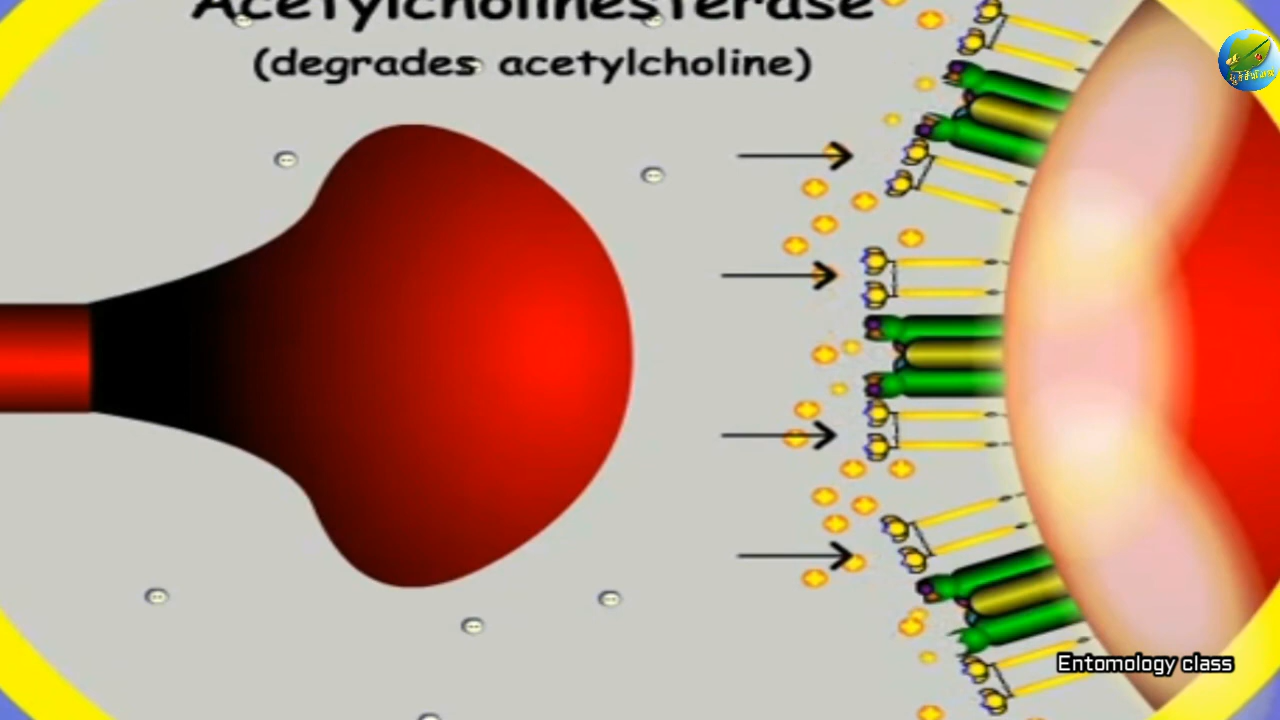 Acetylcholinesterase
(degrades acetylcholine)
Entomology class